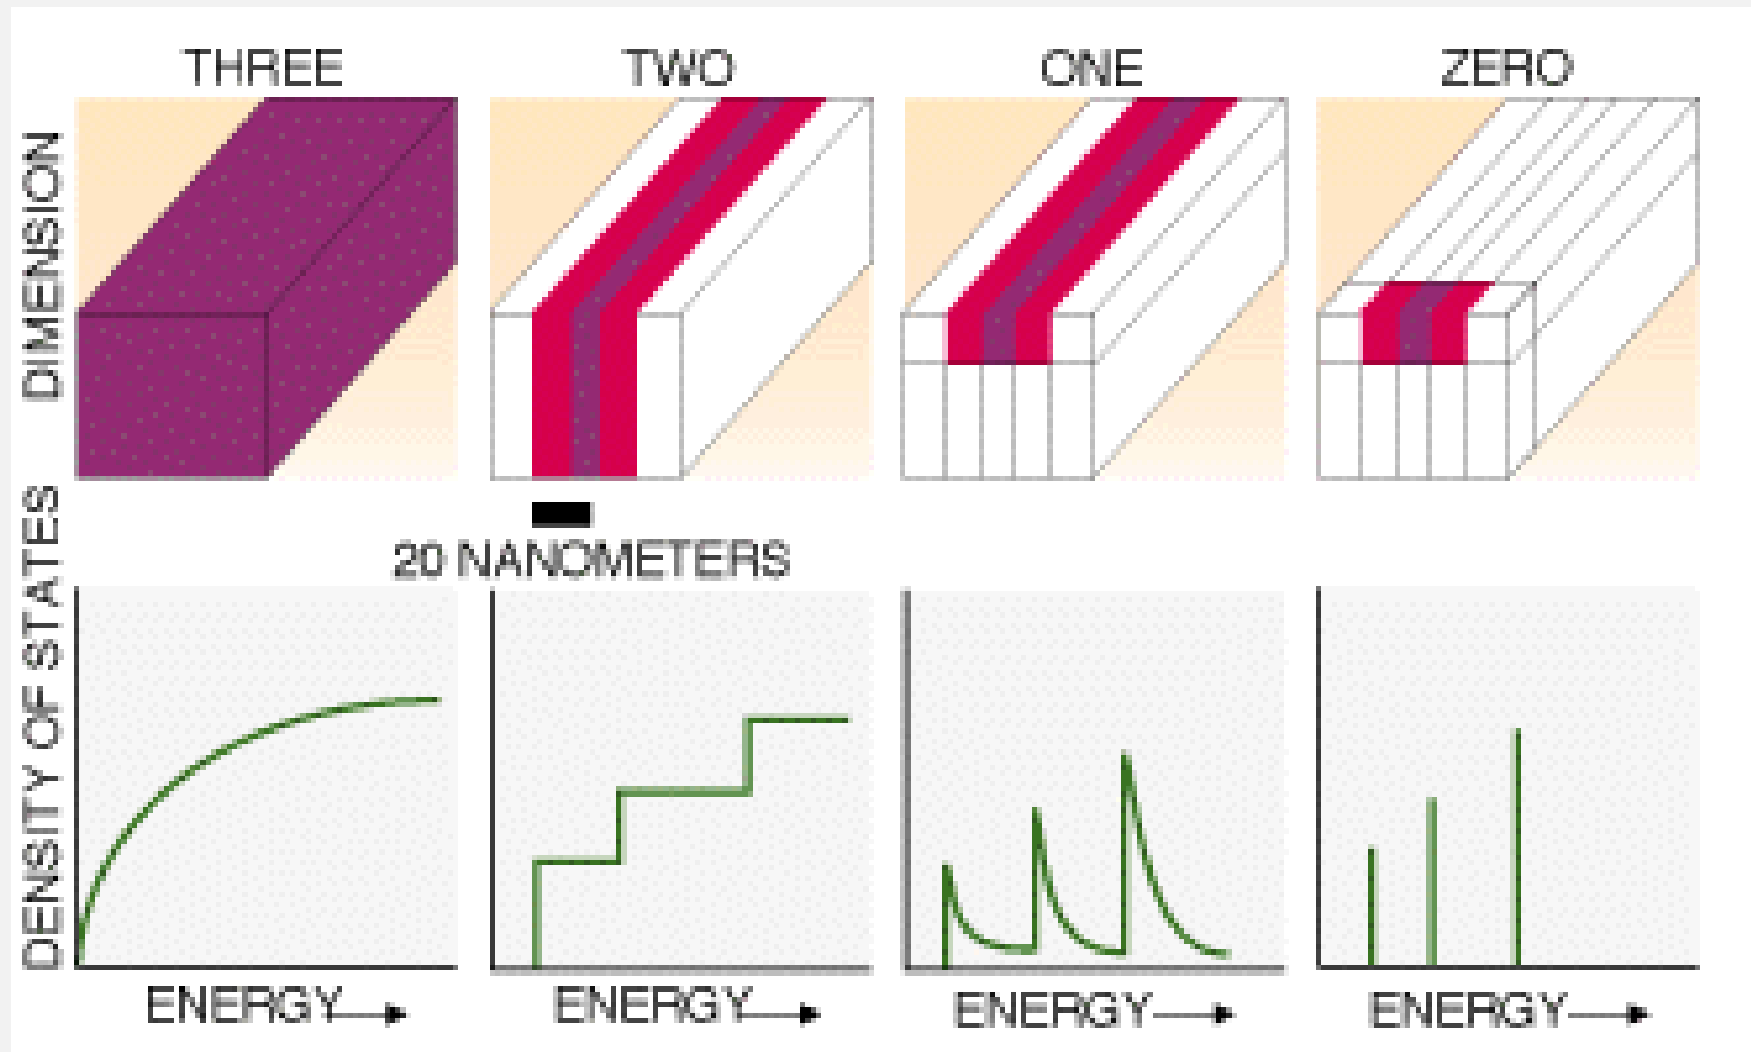 THREE
TWO
ONE
ZERO
DIMENSION
20 NANOMETERS
DENSITY OF STATES
ENERGY
ENERGY
ENERGY
ENERGY